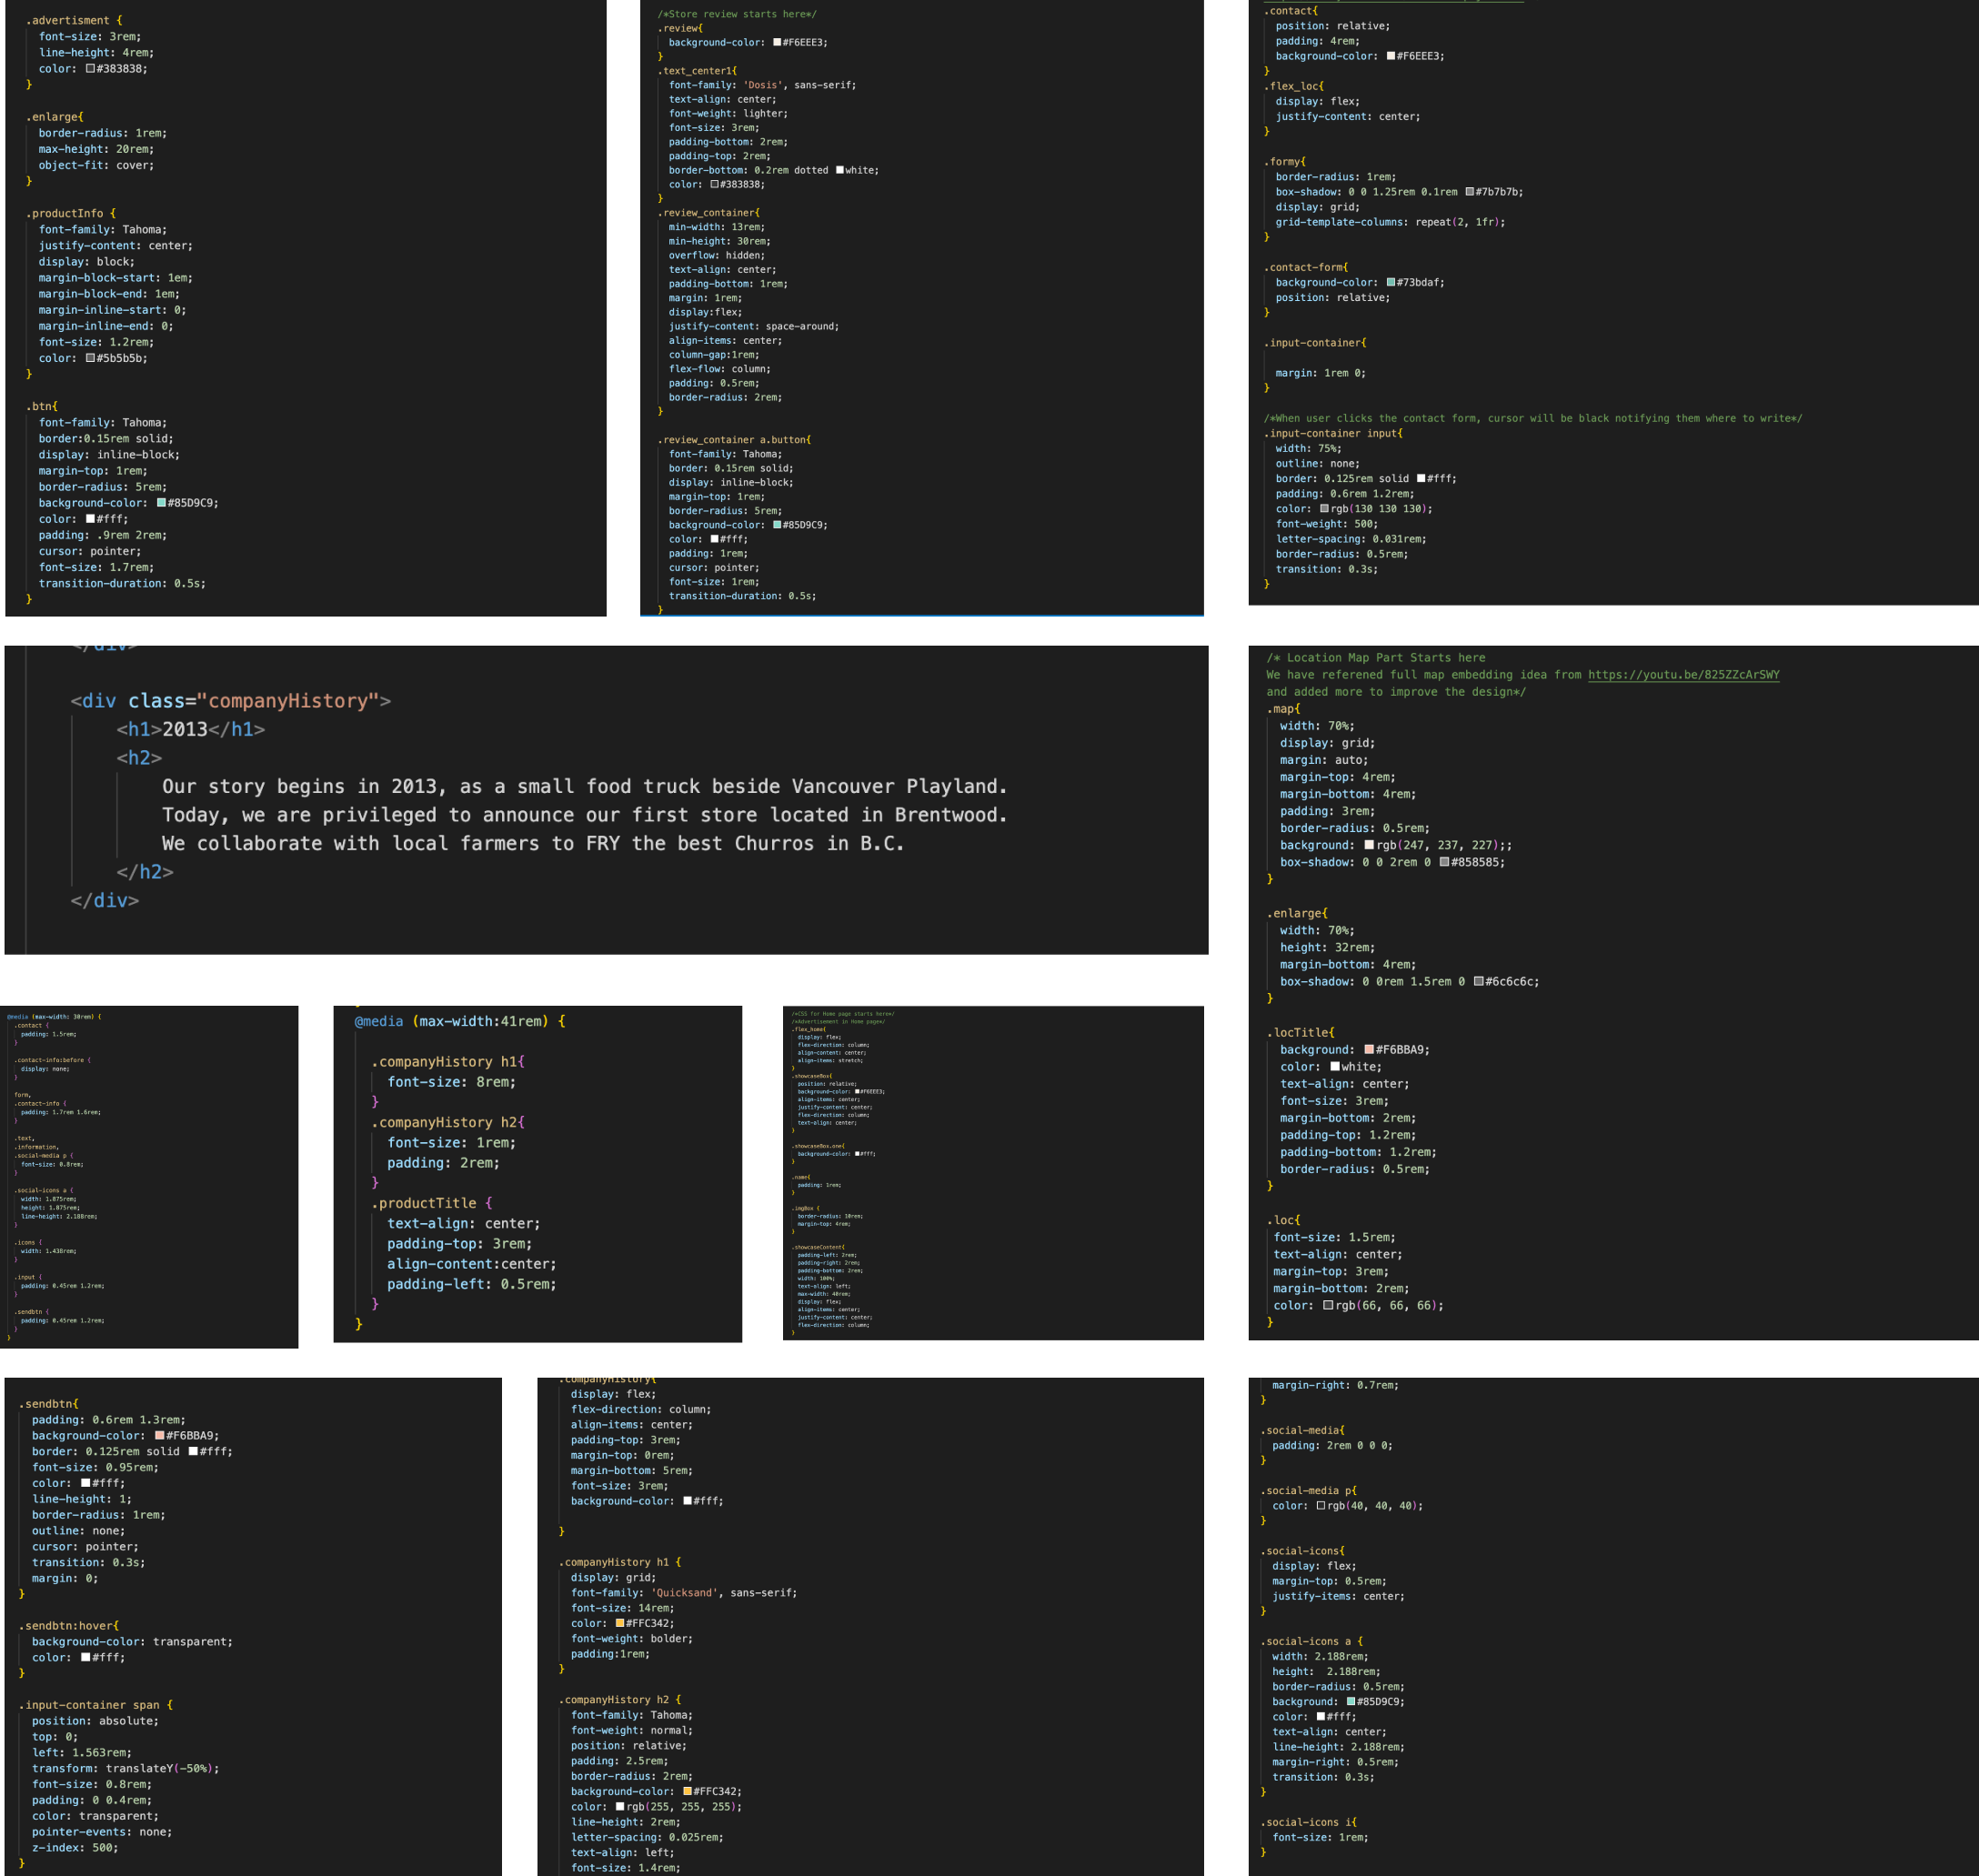 .advertisment {
font-size: 3rem;
line-height: 4rem;
color: #383838;
}
.enlarge{
border-radius: 1rem;
max-height: 20rem;
object-fit: cover;
}
.productInfo {
font-family: Tahoma;
justify-content: center;
display: block;
margin-block-start: 1em;
margin-block-end: 1em;
margin-inline-start: 0;
margin-inline-end: 0;
font-size: 1.2rem;
color: #5b5b5b;
}
.btn{
font-family: Tahoma;
border:0.15rem solid;
display: inline-block;
margin-top: 1rem;
border-radius: 5rem;
background-color: #85D9C9;
color: #fff;
padding: .9rem 2rem;
cursor: pointer;
font-size: 1.7rem;
transition-duration: 0.5s;
}
/*Store review starts here*/
.review{
background-color: #F6EEE3;
}
.text_center1{
font-family: 'Dosis', sans-serif;
text-align: center;
font-weight: lighter;
font-size: 3rem;
padding-bottom: 2rem;
padding-top: 2rem;
border-bottom: 0.2rem dotted white;
color: #383838;
}
.review_container{
min-width: 13rem;
min-height: 30rem;
overflow: hidden;
text-align: center;
padding-bottom: 1rem;
margin: 1rem;
display:flex;
justify-content: space-around;
align-items: center;
column-gap:1rem;
flex-flow: column;
padding: 0.5rem;
border-radius: 2rem;
}
.review_container a.button{
font-family: Tahoma;
border: 0.15rem solid;
display: inline-block;
margin-top: 1rem;
border-radius: 5rem;
background-color: #85D9C9;
color: #fff;
padding: 1rem;
cursor: pointer;
font-size: 1rem;
transition-duration: 0.5s;
}
.contact{
position: relative;
padding: 4rem;
background-color: #F6EEE3;
}
.flex_loc{
display: flex;
justify-content: center;
}
.formy{
border-radius: 1rem;
box-shadow: 0 0 1.25rem 0.1rem #7b7b7b;
display: grid;
grid-template-columns: repeat(2, 1fr);
}
.contact-form{
background-color: #73bdaf;
position: relative;
}
.input-container{
margin: 1rem 0;
}
/*When user clicks the contact form, cursor will be black notifying them where to write*/
.input-container input{
width: 75%;
outline: none;
border: 0.125rem solid #fff;
padding: 0.6rem 1.2rem;
color: rgb(130 130 130);
font-weight: 500;
letter-spacing: 0.031rem;
border-radius: 0.5rem;
transition: 0.3s;
}
</div>
<div class="companyHistory">
<h1>2013</h1>
<h2>
Our story begins in 2013, as a small food truck beside Vancouver Playland.
Today, we are privileged to announce our first store located in Brentwood.
We collaborate with local farmers to FRY the best Churros in B.C.
</h2>
</div>
/* Location Map Part Starts here
We have referened full map embedding idea from https://youtu.be/825ZZcArSWY
and added more to improve the design*/
.map{
width: 70%;
display: grid;
margin: auto;
margin-top: 4rem;
margin-bottom: 4rem;
padding: 3rem;
border-radius: 0.5rem;
background: rgb(247, 237, 227);;
box-shadow: 0 0 2rem 0 #858585;
}
.enlarge{
width: 70%;
height: 32rem;
margin-bottom: 4rem;
box-shadow: 0 0rem 1.5rem 0 #6c6c6c;
}
.locTitle{
background: #F6BBA9;
color: white;
text-align: center;
font-size: 3rem;
margin-bottom: 2rem;
padding-top: 1.2rem;
padding-bottom: 1.2rem;
border-radius: 0.5rem;
}
.loc{
font-size: 1.5rem;
text-align: center;
margin-top: 3rem;
margin-bottom: 2rem;
color: rgb(66, 66, 66);
}
@media (max-width: 30rem) {
.contact {
padding: 1.5rem;
}
.contact-info:before {
display: none;
}
form,
.contact-info {
padding: 1.7rem 1.6rem;
}
.text,
.information,
.social-media p {
font-size: 0.8rem;
}
.social-icons a {
width: 1.875rem;
height: 1.875rem;
line-height: 2.188rem;
}
.icons {
width: 1.438rem;
}
.input {
padding: 0.45rem 1.2rem;
}
.sendbtn {
padding: 0.45rem 1.2rem;
}
}
@media (max-width:41rem) {
.companyHistory h1{
font-size: 8rem;
}
.companyHistory h2{
font-size: 1rem;
padding: 2rem;
}
.productTitle {
text-align: center;
padding-top: 3rem;
align-content:center;
padding-left: 0.5rem;
}
}
/*CSS for Home page starts here*/
/*Advertisement in Home page*/
.flex_home{
display: flex;
flex-direction: column;
align-content: center;
align-items: stretch;
}
.showcaseBox{
position: relative;
background-color: #F6EEE3;
align-items: center;
justify-content: center;
flex-direction: column;
text-align: center;
}
.showcaseBox.one{
background-color: #fff;
}
.name{
padding: 1rem;
}
.imgBox {
border-radius: 10rem;
margin-top: 4rem;
}
.showcaseContent{
padding-left: 2rem;
padding-right: 2rem;
padding-bottom: 2rem;
width: 100%;
text-align: left;
max-width: 40rem;
display: flex;
align-items: center;
justify-content: center;
flex-direction: column;
}
.sendbtn{
padding: 0.6rem 1.3rem;
background-color: #F6BBA9;
border: 0.125rem solid #fff;
font-size: 0.95rem;
color: #fff;
line-height: 1;
border-radius: 1rem;
outline: none;
cursor: pointer;
transition: 0.3s;
margin: 0;
}
.sendbtn:hover{
background-color: transparent;
color: #fff;
}
.input-container span {
position: absolute;
top: 0;
left: 1.563rem;
transform: translateY(-50%);
font-size: 0.8rem;
padding: 0 0.4rem;
color: transparent;
pointer-events: none;
z-index: 500;
}
.companyHistory{
display: flex;
flex-direction: column;
align-items: center;
padding-top: 3rem;
margin-top: 0rem;
margin-bottom: 5rem;
font-size: 3rem;
background-color: #fff;
}
.companyHistory h1 {
display: grid;
font-family: 'Quicksand', sans-serif;
font-size: 14rem;
color: #FFC342;
font-weight: bolder;
padding:1rem;
}
.companyHistory h2 {
font-family: Tahoma;
font-weight: normal;
position: relative;
padding: 2.5rem;
border-radius: 2rem;
background-color: #FFC342;
color: rgb(255, 255, 255);
line-height: 2rem;
letter-spacing: 0.025rem;
text-align: left;
font-size: 1.4rem;
margin-right: 0.7rem;
}
.social-media{
padding: 2rem 0 0 0;
}
.social-media p{
color: rgb(40, 40, 40);
}
.social-icons{
display: flex;
margin-top: 0.5rem;
justify-items: center;
}
.social-icons a {
width: 2.188rem;
height:  2.188rem;
border-radius: 0.5rem;
background: #85D9C9;
color: #fff;
text-align: center;
line-height: 2.188rem;
margin-right: 0.5rem;
transition: 0.3s;
}
.social-icons i{
font-size: 1rem;
}